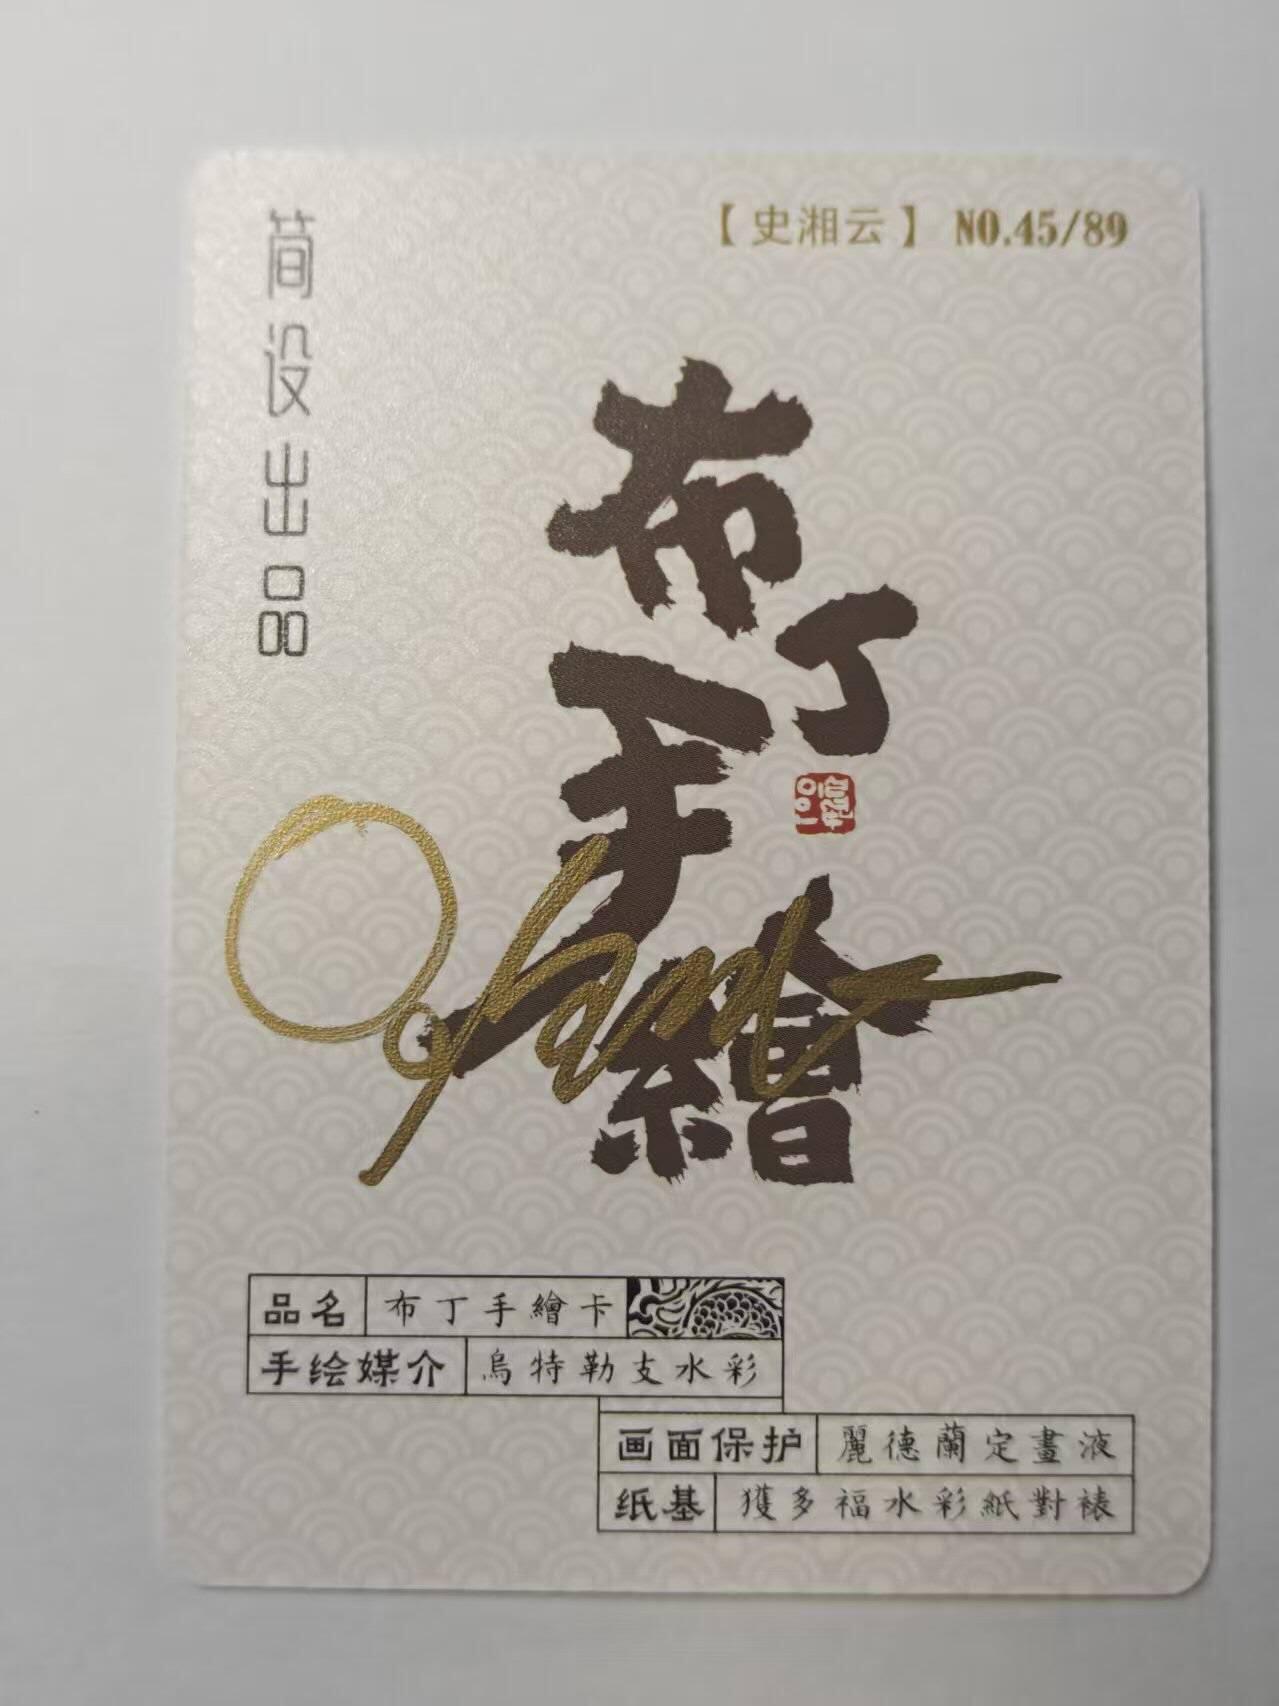 简设出品
【史湘云】 NO.45/89
布丁
手繪
品名 布丁手繪卡
手绘媒介 烏特勒支水彩
画面保护 麗德蘭定畫液
纸基 獲多福水彩紙對裱